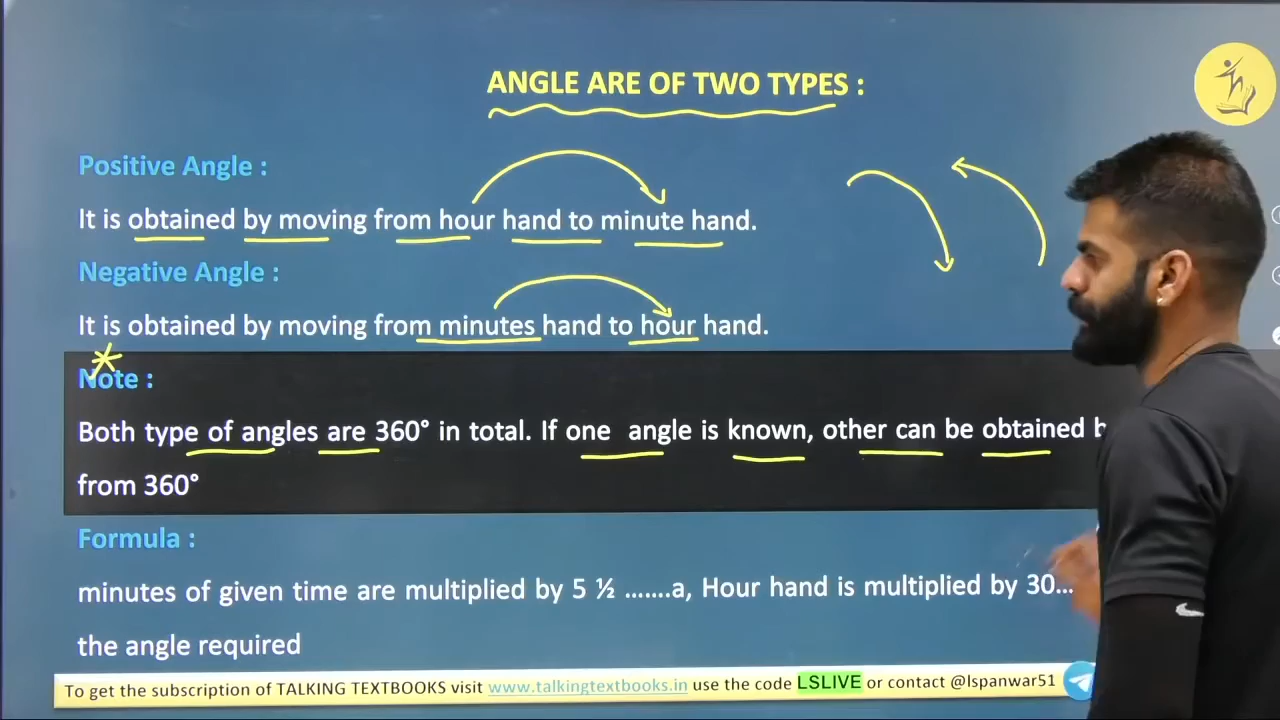 ANGLE ARE OF TWO TYPES :
Positive Angle :
It is obtained by moving from hour hand to minute hand.
Negative Angle :
It is obtained by moving from minutes hand to hour hand.
Note :
Both type of angles are 360° in total. If one angle is known, other can be obtained
from 360°
Formula :
minutes of given time are multiplied by 5 ½ .......a, Hour hand is multiplied by 30...
the angle required
To get the subscription of TALKING TEXTBOOKS visit www.talkingtextbooks.in use the code LSLIVE or contact @lspanwar51